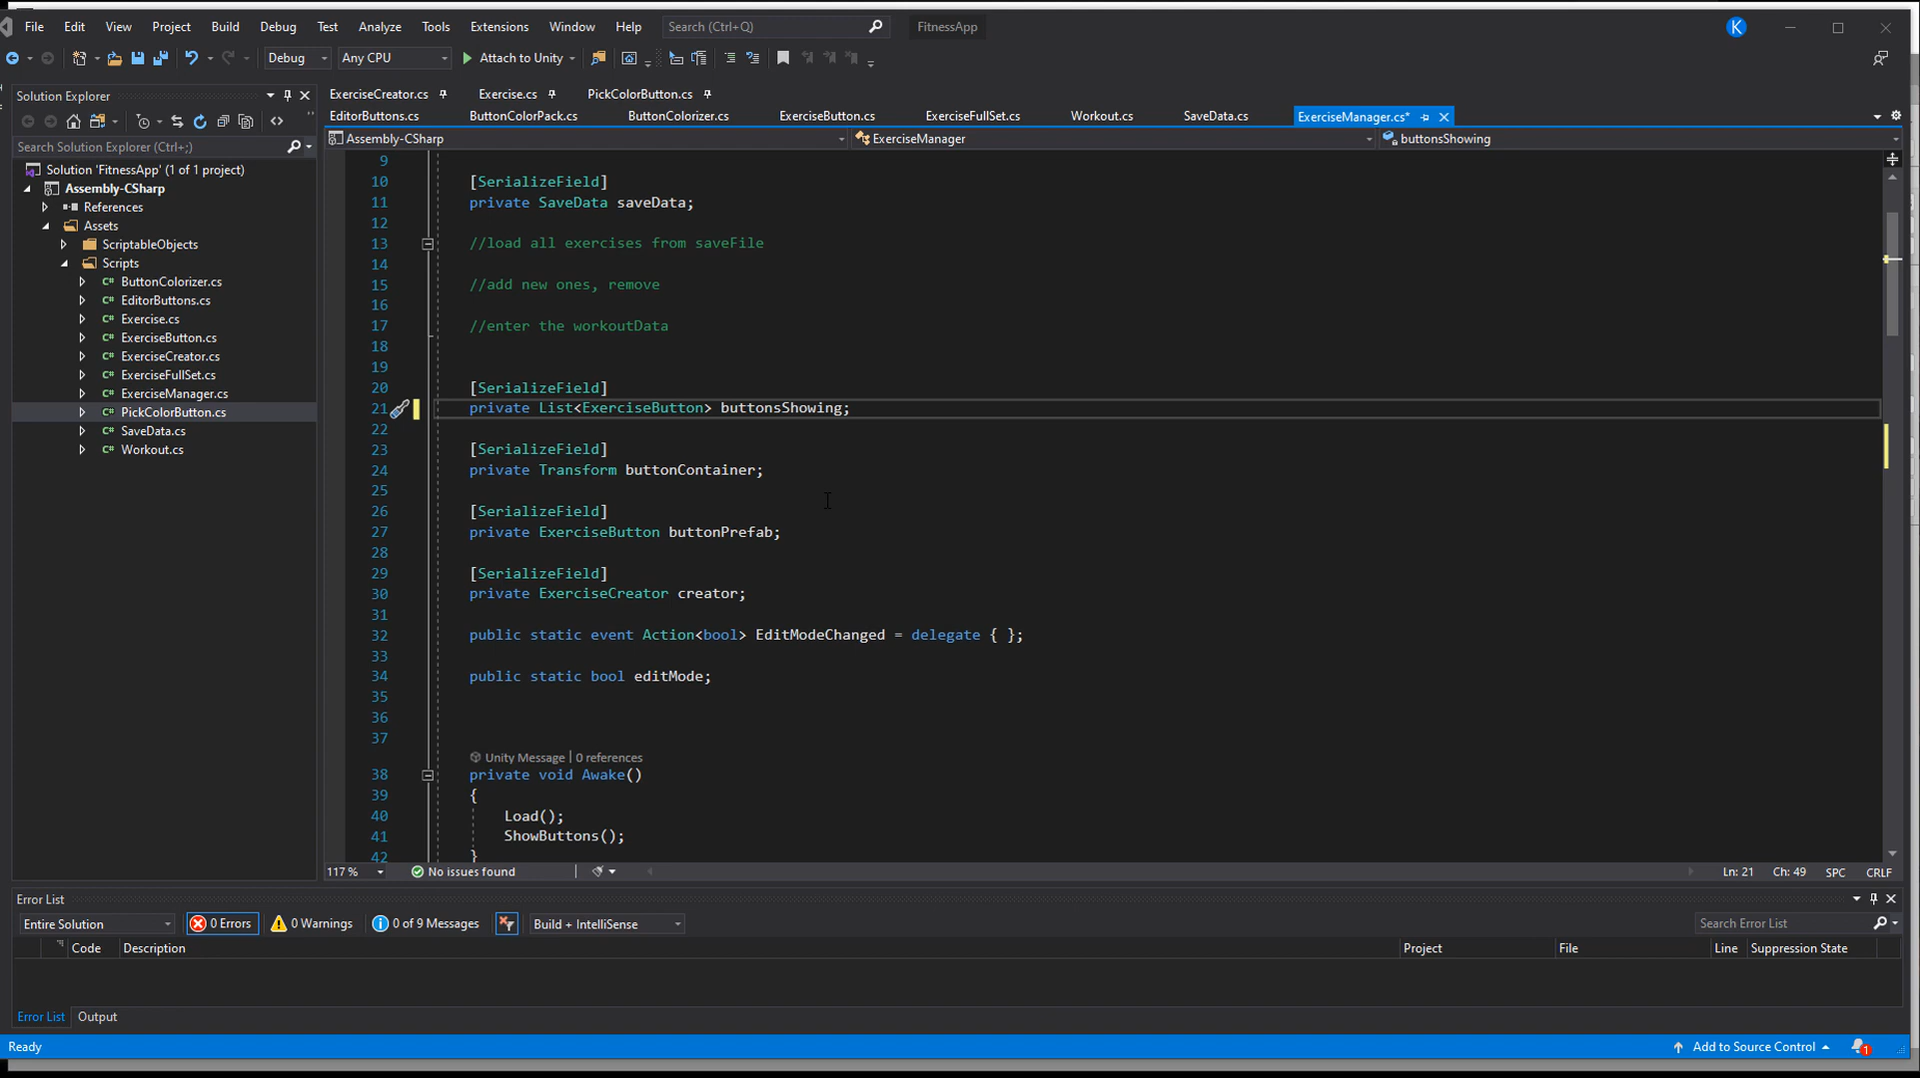 File Edit View Project Build Debug Test Analyze Tools Extensions Window Help Search (Ctrl+Q) FitnessApp K
Debug Any CPU Attach to Unity
Solution Explorer
Search Solution Explorer (Ctrl+;)
Solution 'FitnessApp' (1 of 1 project)
Assembly-CSharp
References
Assets
ScriptableObjects
Scripts
C# ButtonColorizer.cs
C# EditorButtons.cs
C# Exercise.cs
C# ExerciseButton.cs
C# ExerciseCreator.cs
C# ExerciseFullSet.cs
C# ExerciseManager.cs
C# PickColorButton.cs
C# SaveData.cs
C# Workout.cs
ExerciseCreator.cs Exercise.cs PickColorButton.cs
EditorButtons.cs ButtonColorPack.cs ButtonColorizer.cs ExerciseButton.cs ExerciseFullSet.cs Workout.cs SaveData.cs ExerciseManager.cs*
Assembly-CSharp ExerciseManager buttonsShowing
9
10 [SerializeField]
11 private SaveData saveData;
12
13 //load all exercises from saveFile
14
15 //add new ones, remove
16
17 //enter the workoutData
18
19
20 [SerializeField]
21 private List<ExerciseButton> buttonsShowing;
22
23 [SerializeField]
24 private Transform buttonContainer;
25
26 [SerializeField]
27 private ExerciseButton buttonPrefab;
28
29 [SerializeField]
30 private ExerciseCreator creator;
31
32 public static event Action<bool> EditModeChanged = delegate { };
33
34 public static bool editMode;
35
36
37
Unity Message | 0 references
38 private void Awake()
39 {
40 Load();
41 ShowButtons();
42 }
117 % No issues found Ln: 21 Ch: 49 SPC CRLF
Error List
Entire Solution 0 Errors 0 Warnings 0 of 9 Messages Build + IntelliSense Search Error List
Code Description Project File Line Suppression State
Error List Output
Ready Add to Source Control 1